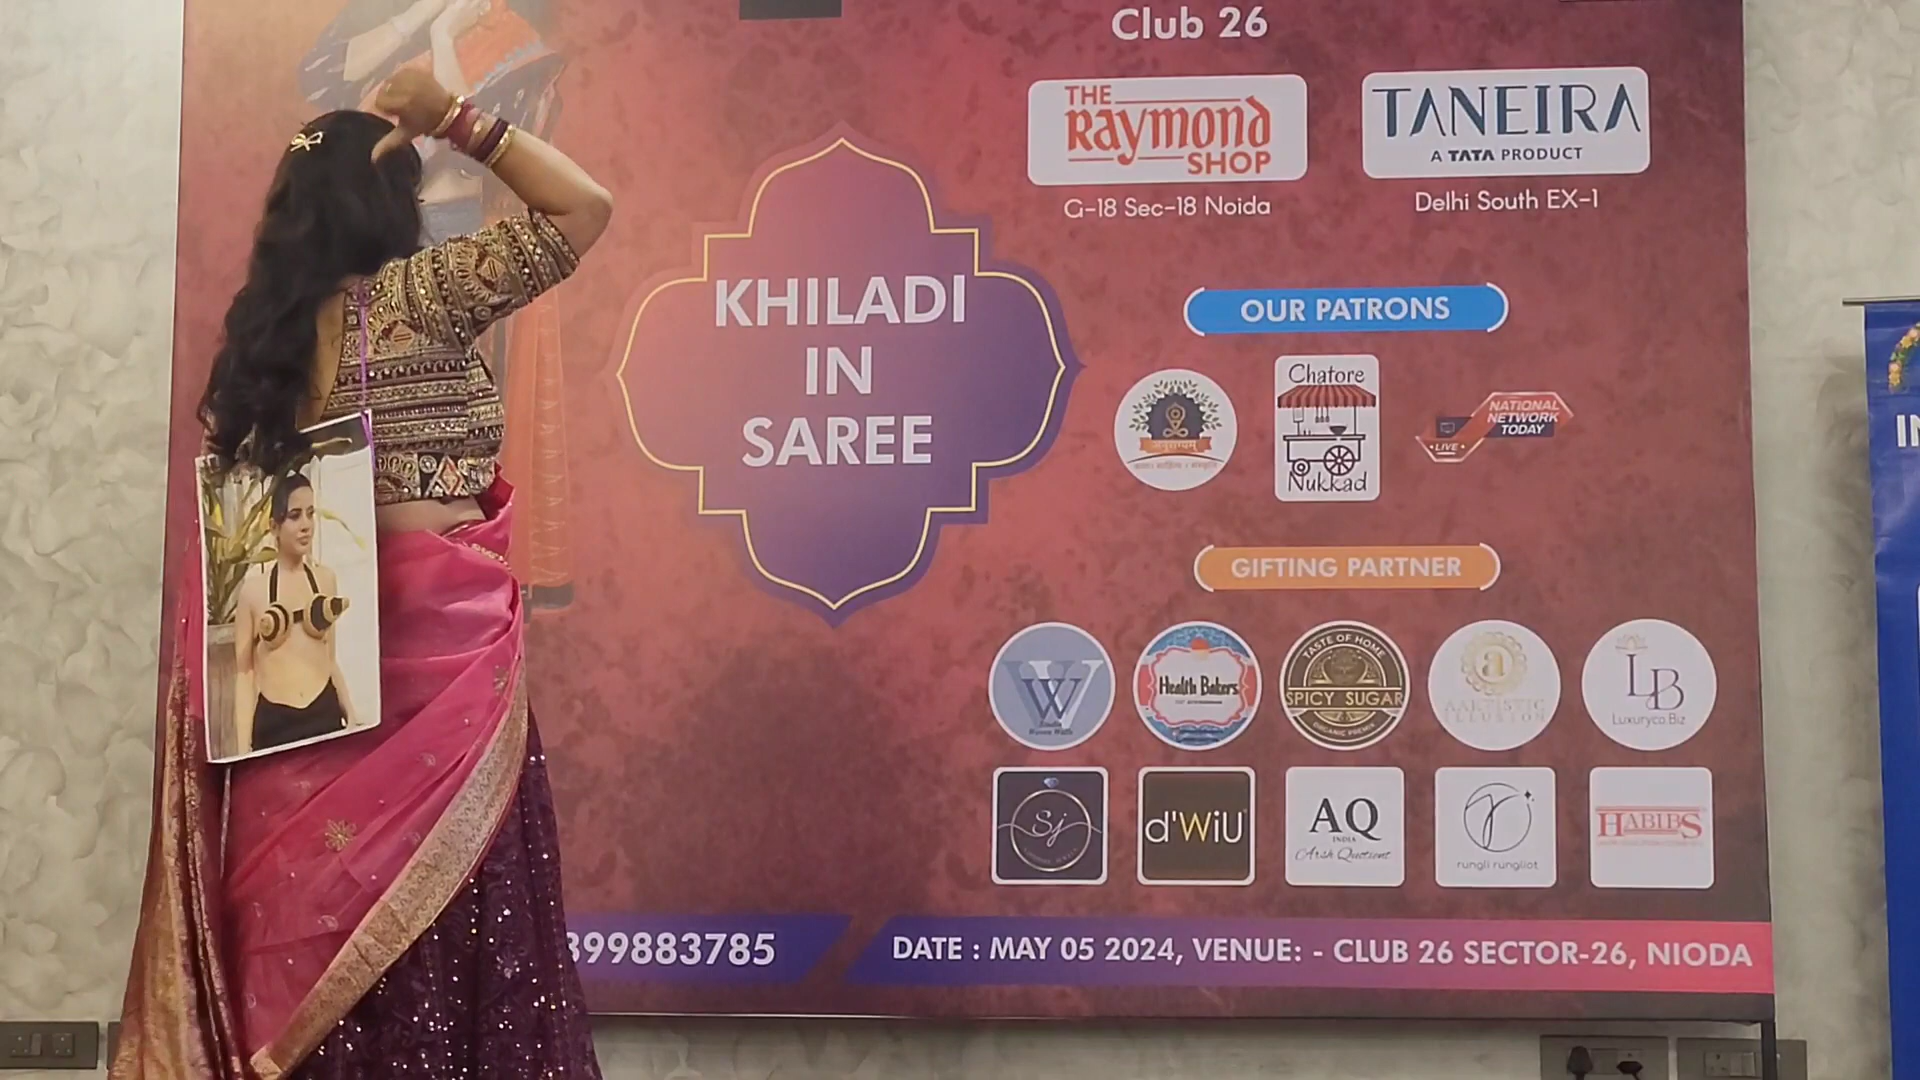 Club 26
THE
Raymond
SHOP
G-18 Sec-18 Noida
TANEIRA
A TATA PRODUCT
Delhi South EX-1
KHILADI
IN
SAREE
OUR PATRONS
Chatore
Nukkad
NATIONAL
NETWORK
TODAY
LIVE
GIFTING PARTNER
W
Health Bakers
TASTE OF HOME
SPICY SUGAR
a
AARTISTIC
ILLUSION
LB
Luxuryco.Biz
Sj
d'WiU
AQ
INDIA
Arsh Quotient
rungli rungliot
HABIBS
399883785
DATE : MAY 05 2024, VENUE: - CLUB 26 SECTOR-26, NIODA
IN